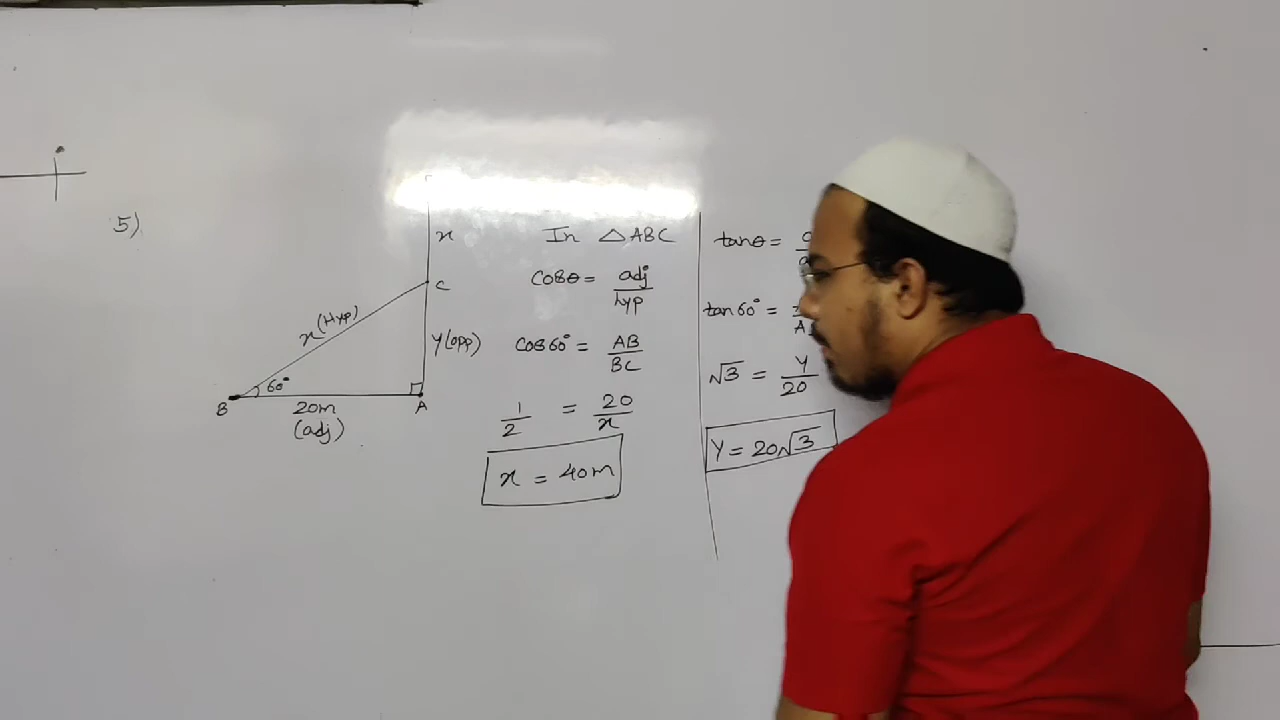 5)
x
C
x (Hyp)
y (opp)
60°
B
20m
A
(adj)
In △ABC
cosθ = adj/hyp
cos60° = AB/BC
1/2 = 20/x
x = 40m
tanθ =
tan60° =
√3 = y/20
y = 20√3